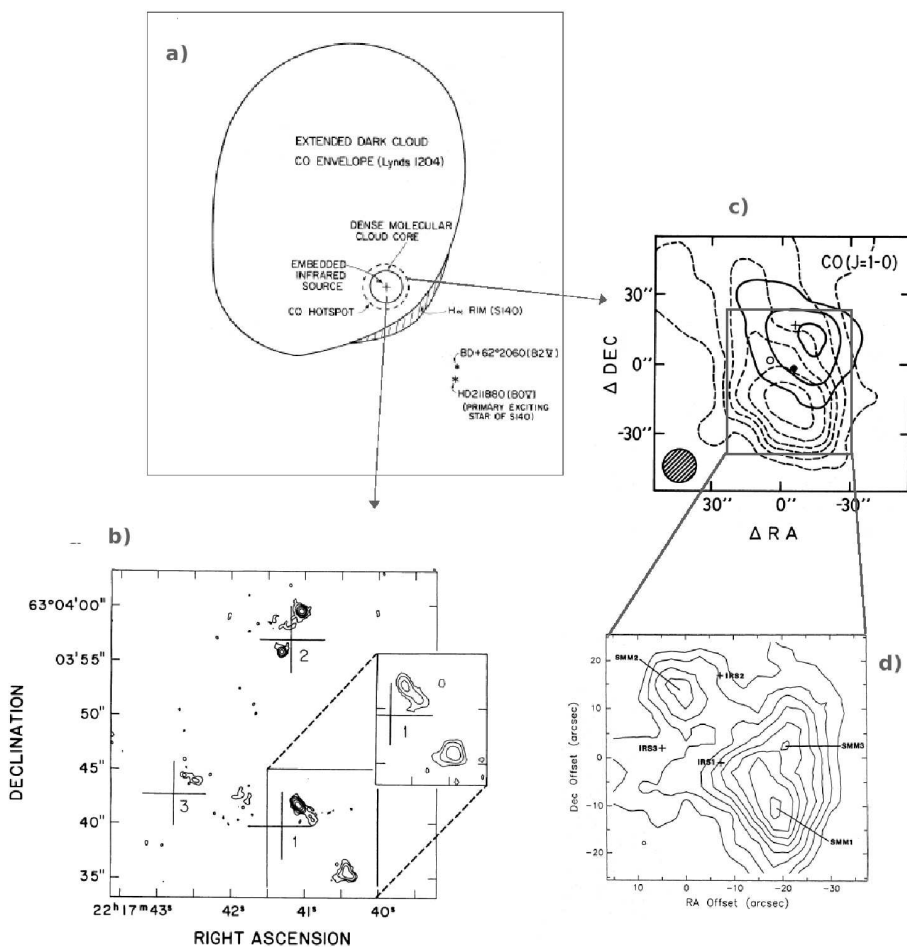 a)
EXTENDED DARK CLOUD
CO ENVELOPE (Lynds 1204)
DENSE MOLECULAR
CLOUD CORE
EMBEDDED
INFRARED
SOURCE
CO HOTSPOT
H∝ RIM (S140)
BD+62°2060 (B2V)
HD211880 (B0V)
(PRIMARY EXCITING
STAR OF S140)
c)
CO (J=1-0)
30''
0''
-30''
Δ DEC
30''
0''
-30''
Δ RA
b)
63°04'00"
03'55"
50"
45"
40"
35"
DECLINATION
2
3
1
1
22ʰ17ᵐ43ˢ
42ˢ
41ˢ
40ˢ
RIGHT ASCENSION
d)
20
10
0
-10
-20
Dec Offset (arcsec)
SMM2
IRS2
IRS3
SMM3
IRS1
SMM1
10
0
-10
-20
-30
RA Offset (arcsec)